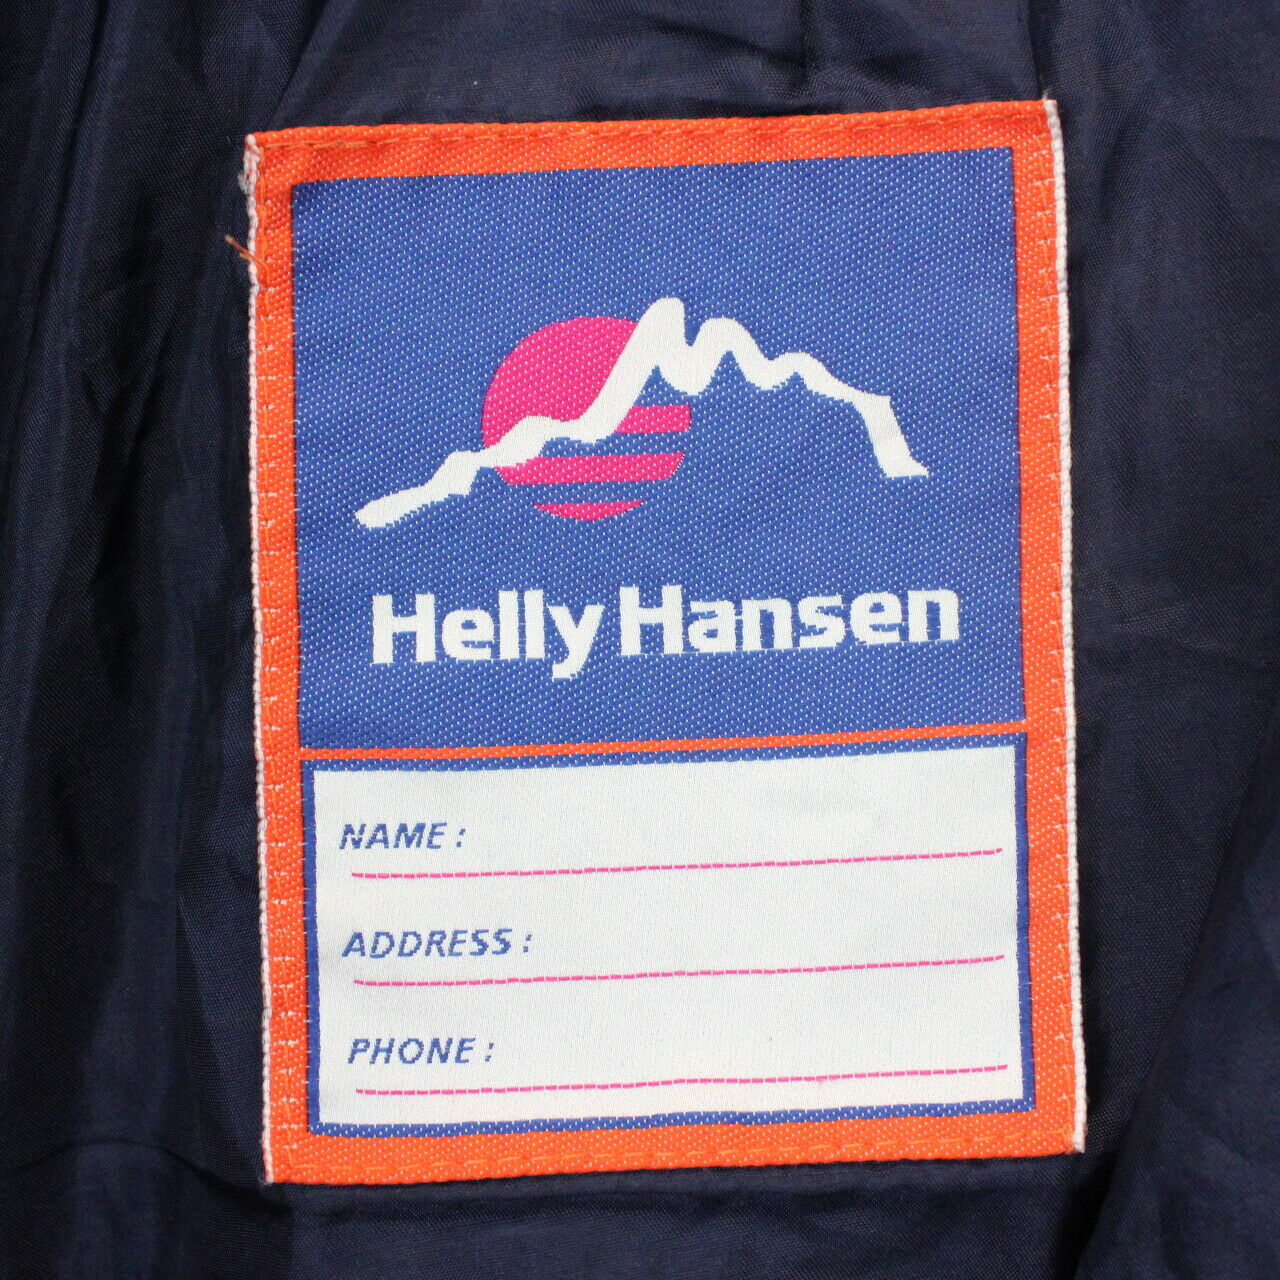 Helly Hansen
NAME :
ADDRESS :
PHONE :